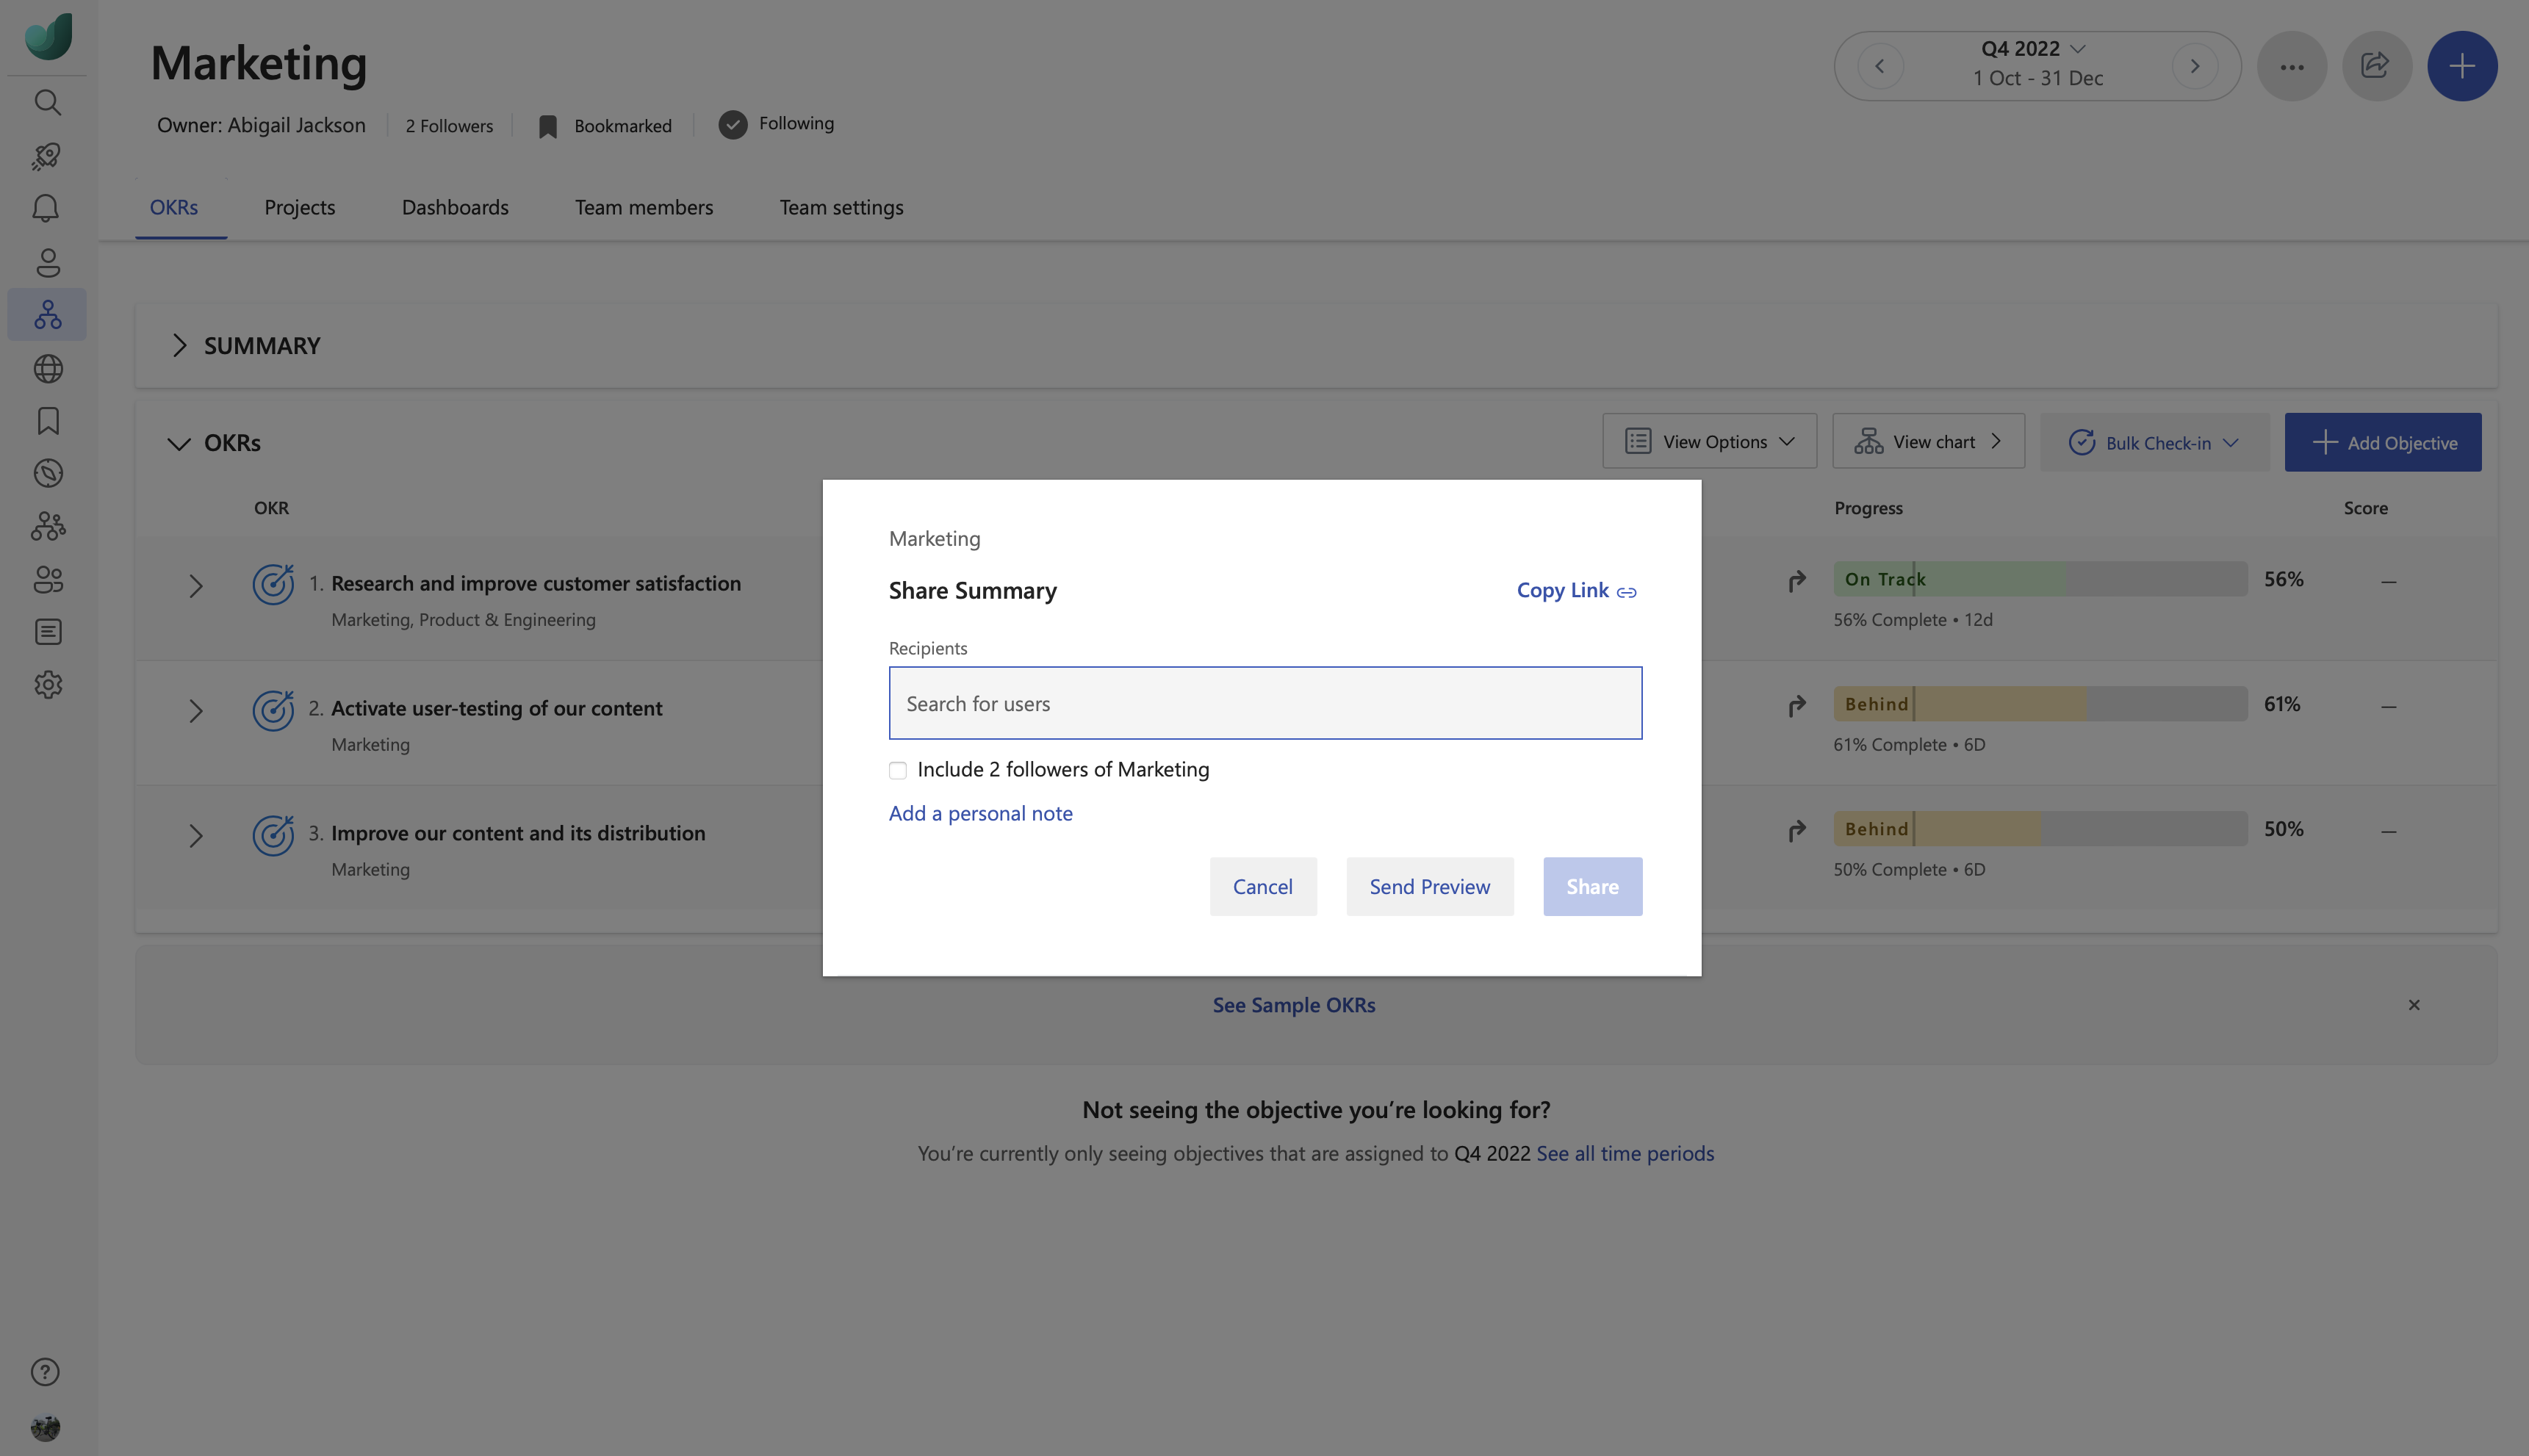 Marketing
Q4 2022
1 Oct - 31 Dec
Owner: Abigail Jackson
2 Followers
Bookmarked
Following
OKRs
Projects
Dashboards
Team members
Team settings
SUMMARY
OKRs
View Options
View chart
Bulk Check-in
Add Objective
OKR
Progress
Score
1. Research and improve customer satisfaction
Marketing, Product & Engineering
On Track
56%
—
56% Complete • 12d
2. Activate user-testing of our content
Marketing
Behind
61%
—
61% Complete • 6D
3. Improve our content and its distribution
Marketing
Behind
50%
—
50% Complete • 6D
Marketing
Share Summary
Copy Link
Recipients
Search for users
Include 2 followers of Marketing
Add a personal note
Cancel
Send Preview
Share
See Sample OKRs
Not seeing the objective you’re looking for?
You’re currently only seeing objectives that are assigned to Q4 2022 See all time periods